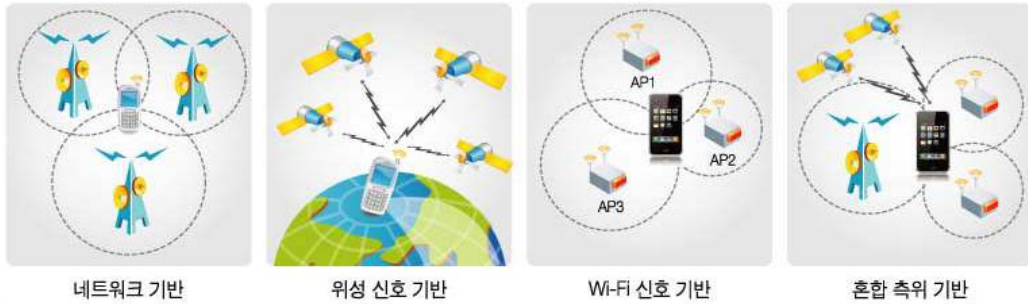 AP1
AP2
AP3
네트워크 기반
위성 신호 기반
Wi-Fi 신호 기반
혼합 측위 기반